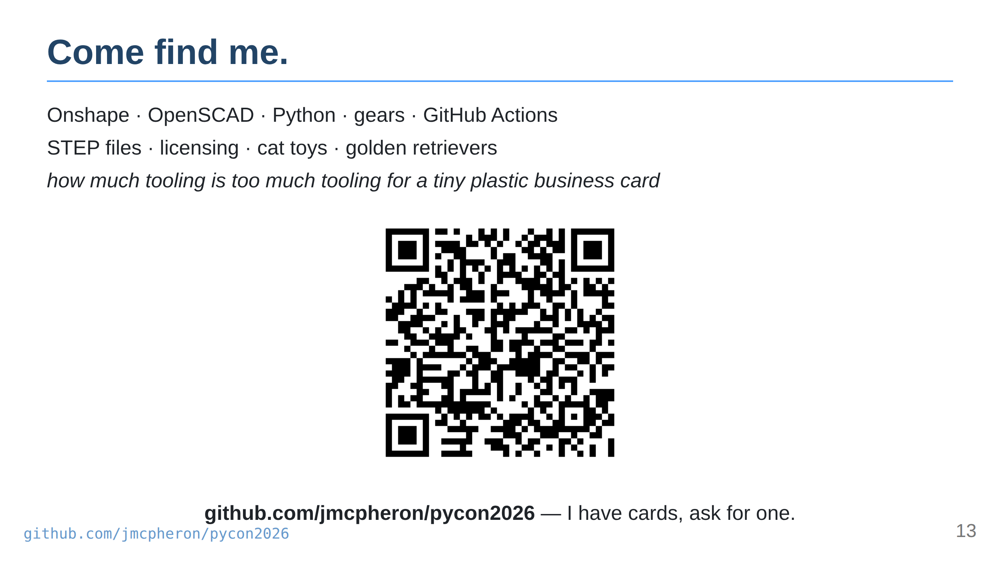 Come find me.
Onshape · OpenSCAD · Python · gears · GitHub Actions
STEP files · licensing · cat toys · golden retrievers
how much tooling is too much tooling for a tiny plastic business card
github.com/jmcpheron/pycon2026 — I have cards, ask for one.
github.com/jmcpheron/pycon2026
13